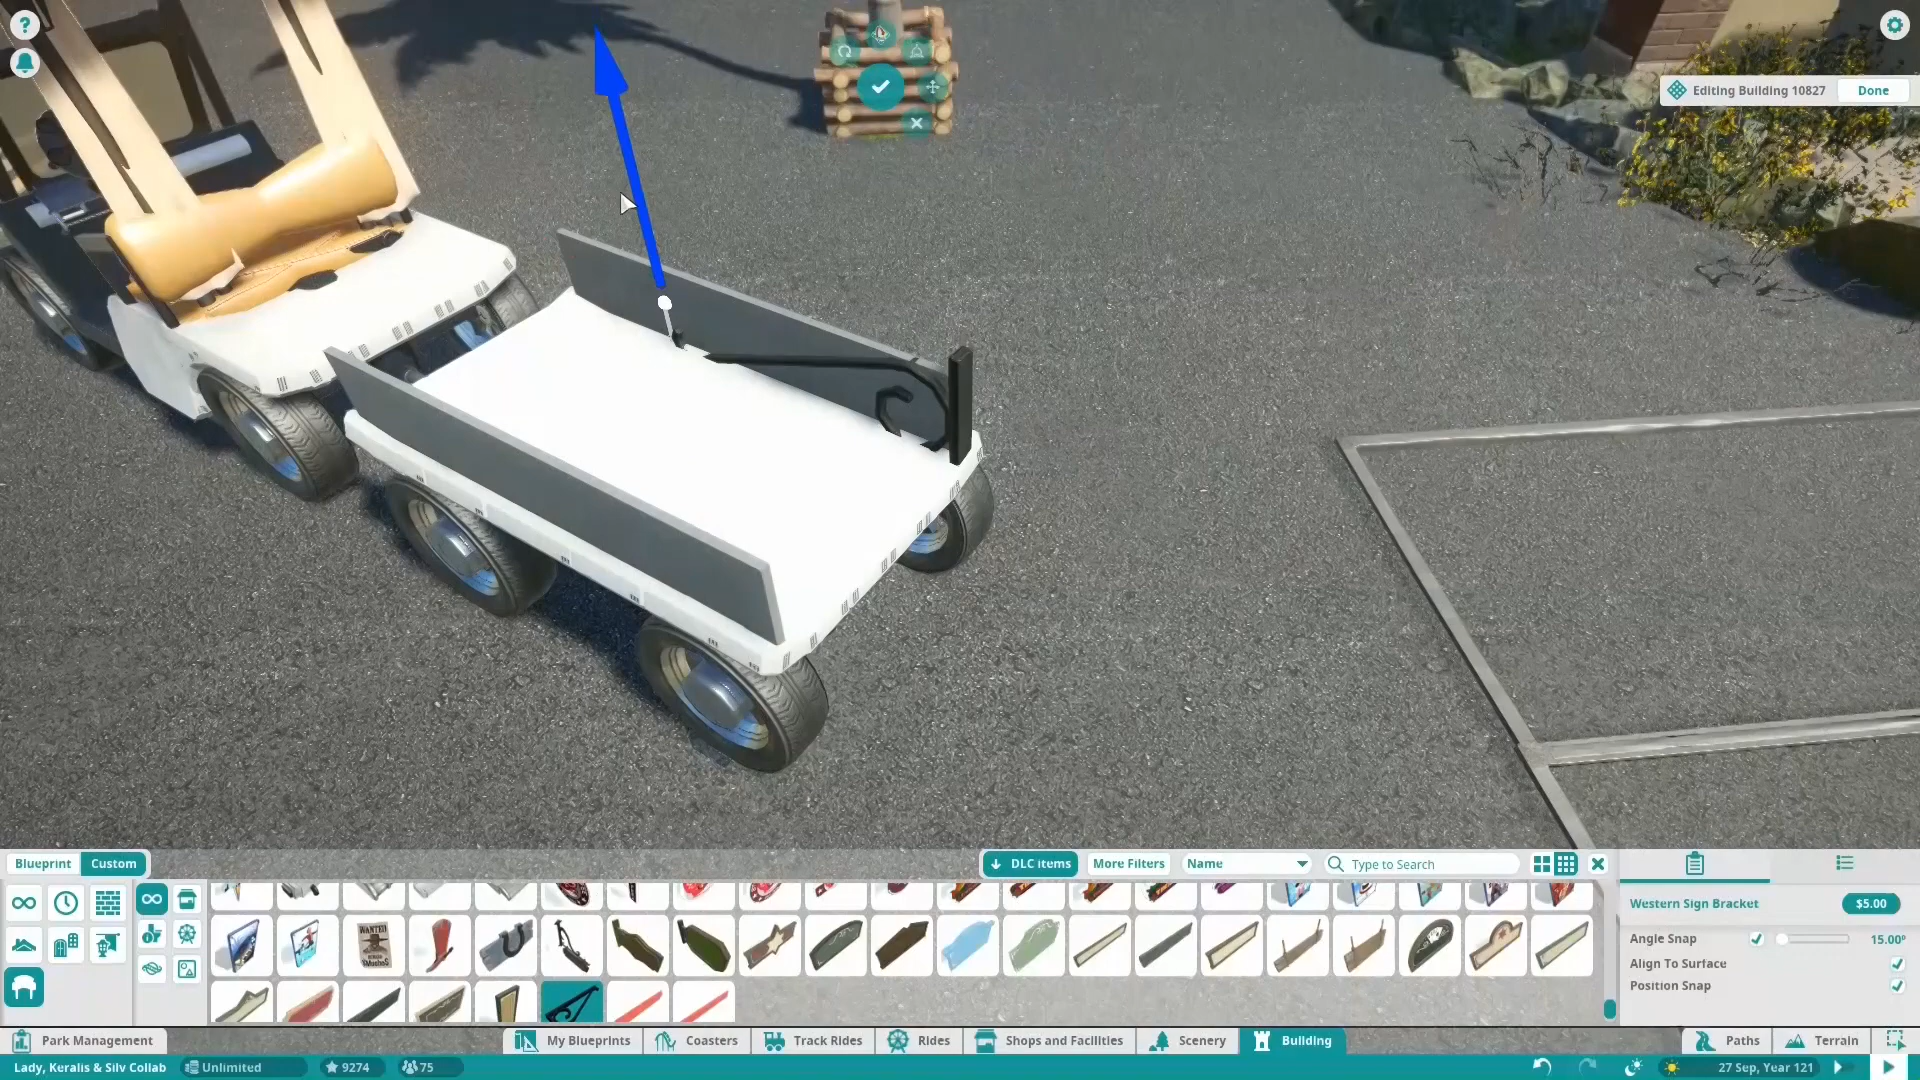 ?
Editing Building 10827
Done
Blueprint
Custom
DLC items
More Filters
Name
Type to Search
Western Sign Bracket
$5.00
Angle Snap
15.00°
Align To Surface
Position Snap
WANTED
Park Management
My Blueprints
Coasters
Track Rides
Rides
Shops and Facilities
Scenery
Building
Paths
Terrain
Lady, Keralis & Silv Collab
Unlimited
9274
75
27 Sep, Year 121